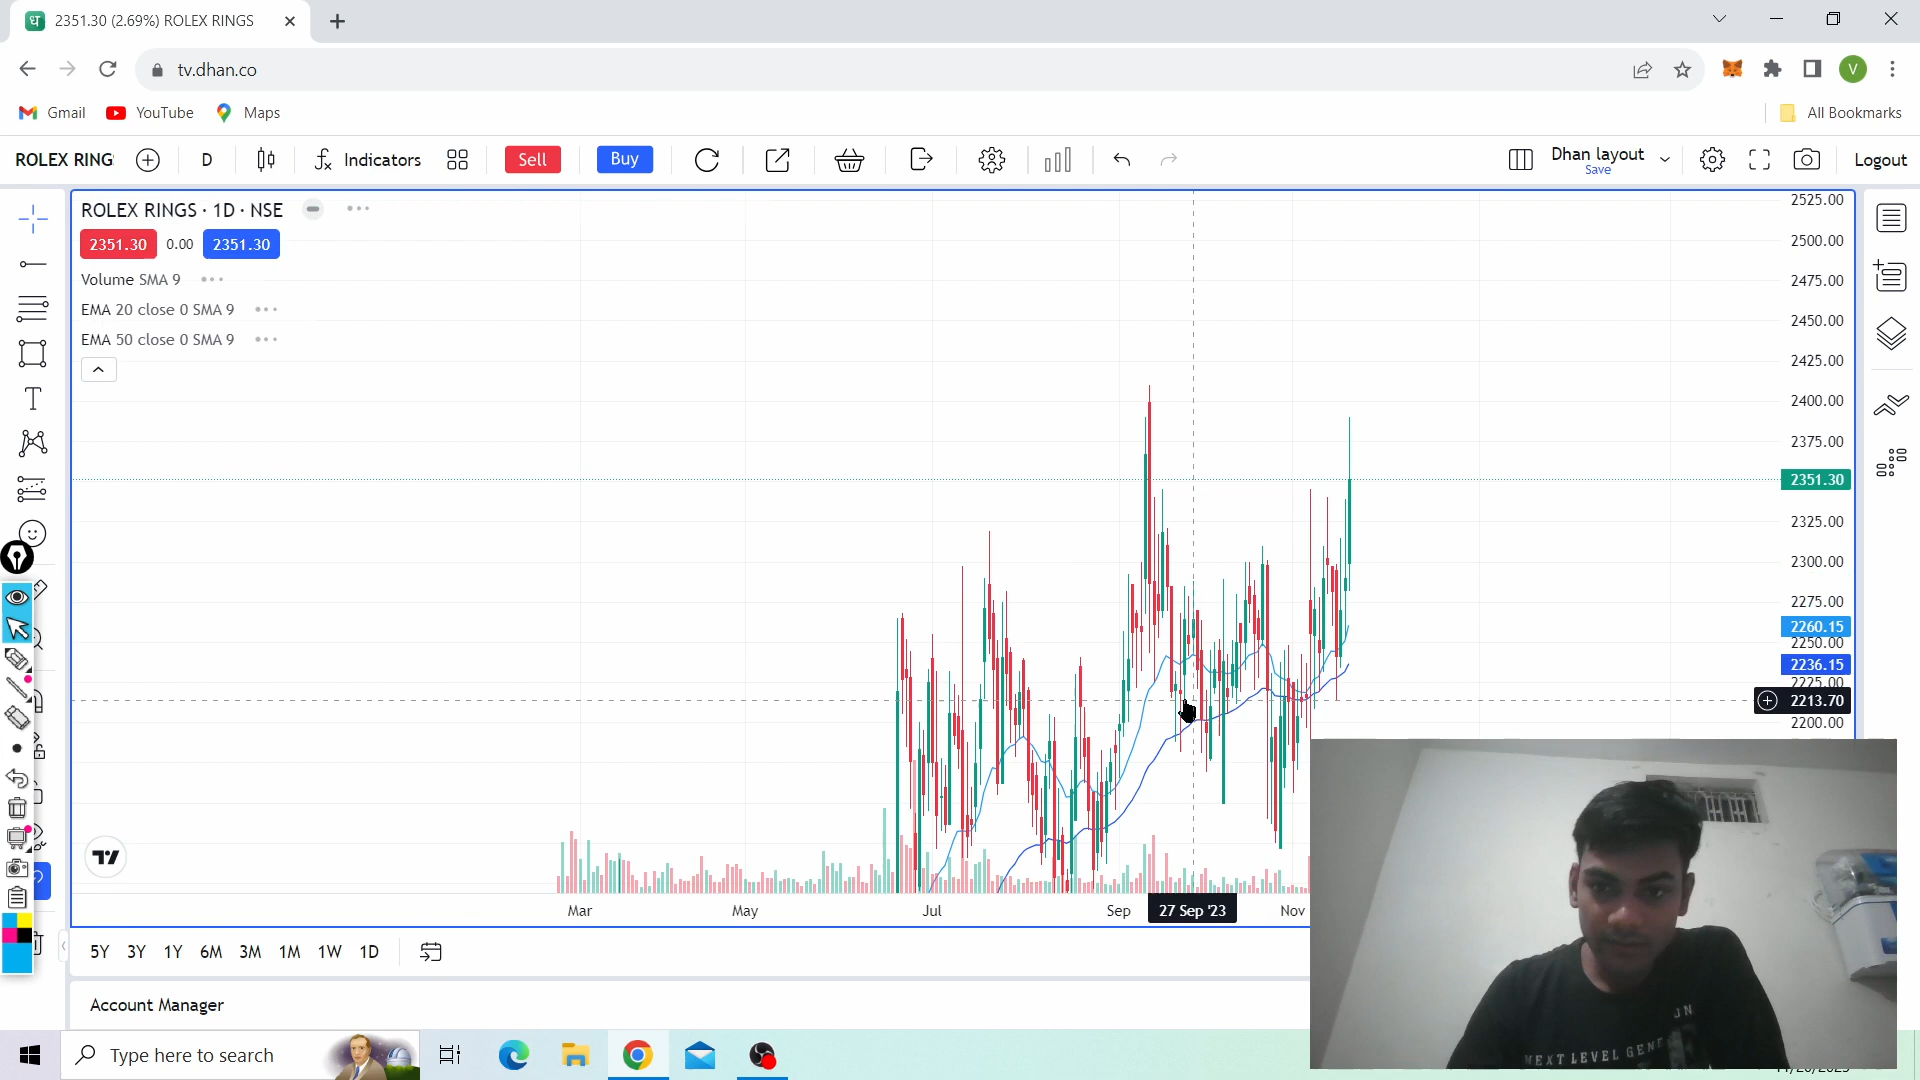 2351.30 (2.69%) ROLEX RINGS
tv.dhan.co
V
Gmail
YouTube
Maps
All Bookmarks
ROLEX RING
D
Indicators
Sell
Buy
Dhan layout
Save
Logout
ROLEX RINGS · 1D · NSE
2351.30 0.00 2351.30
Volume SMA 9
EMA 20 close 0 SMA 9
EMA 50 close 0 SMA 9
2525.00
2500.00
2475.00
2450.00
2425.00
2400.00
2375.00
2351.30
2325.00
2300.00
2275.00
2260.15
2250.00
2236.15
2225.00
2213.70
2200.00
Mar
May
Jul
Sep
27 Sep '23
Nov
5Y 3Y 1Y 6M 3M 1M 1W 1D
Account Manager
NEXT LEVEL GENE
Type here to search